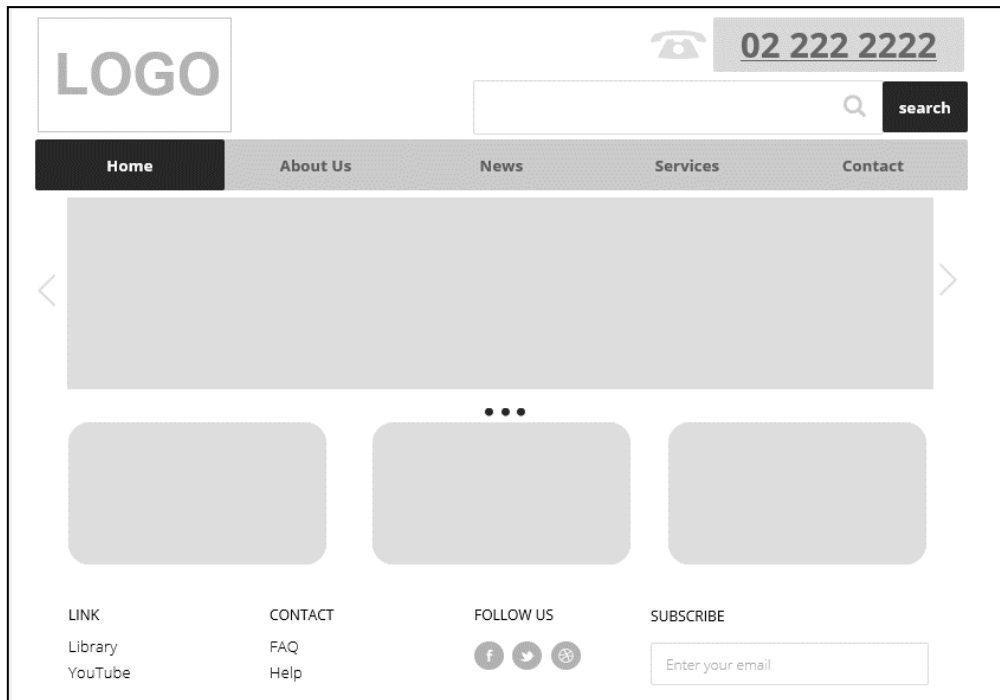 LOGO
02 222 2222
search
Home
About Us
News
Services
Contact
LINK
Library
YouTube
CONTACT
FAQ
Help
FOLLOW US
SUBSCRIBE
Enter your email